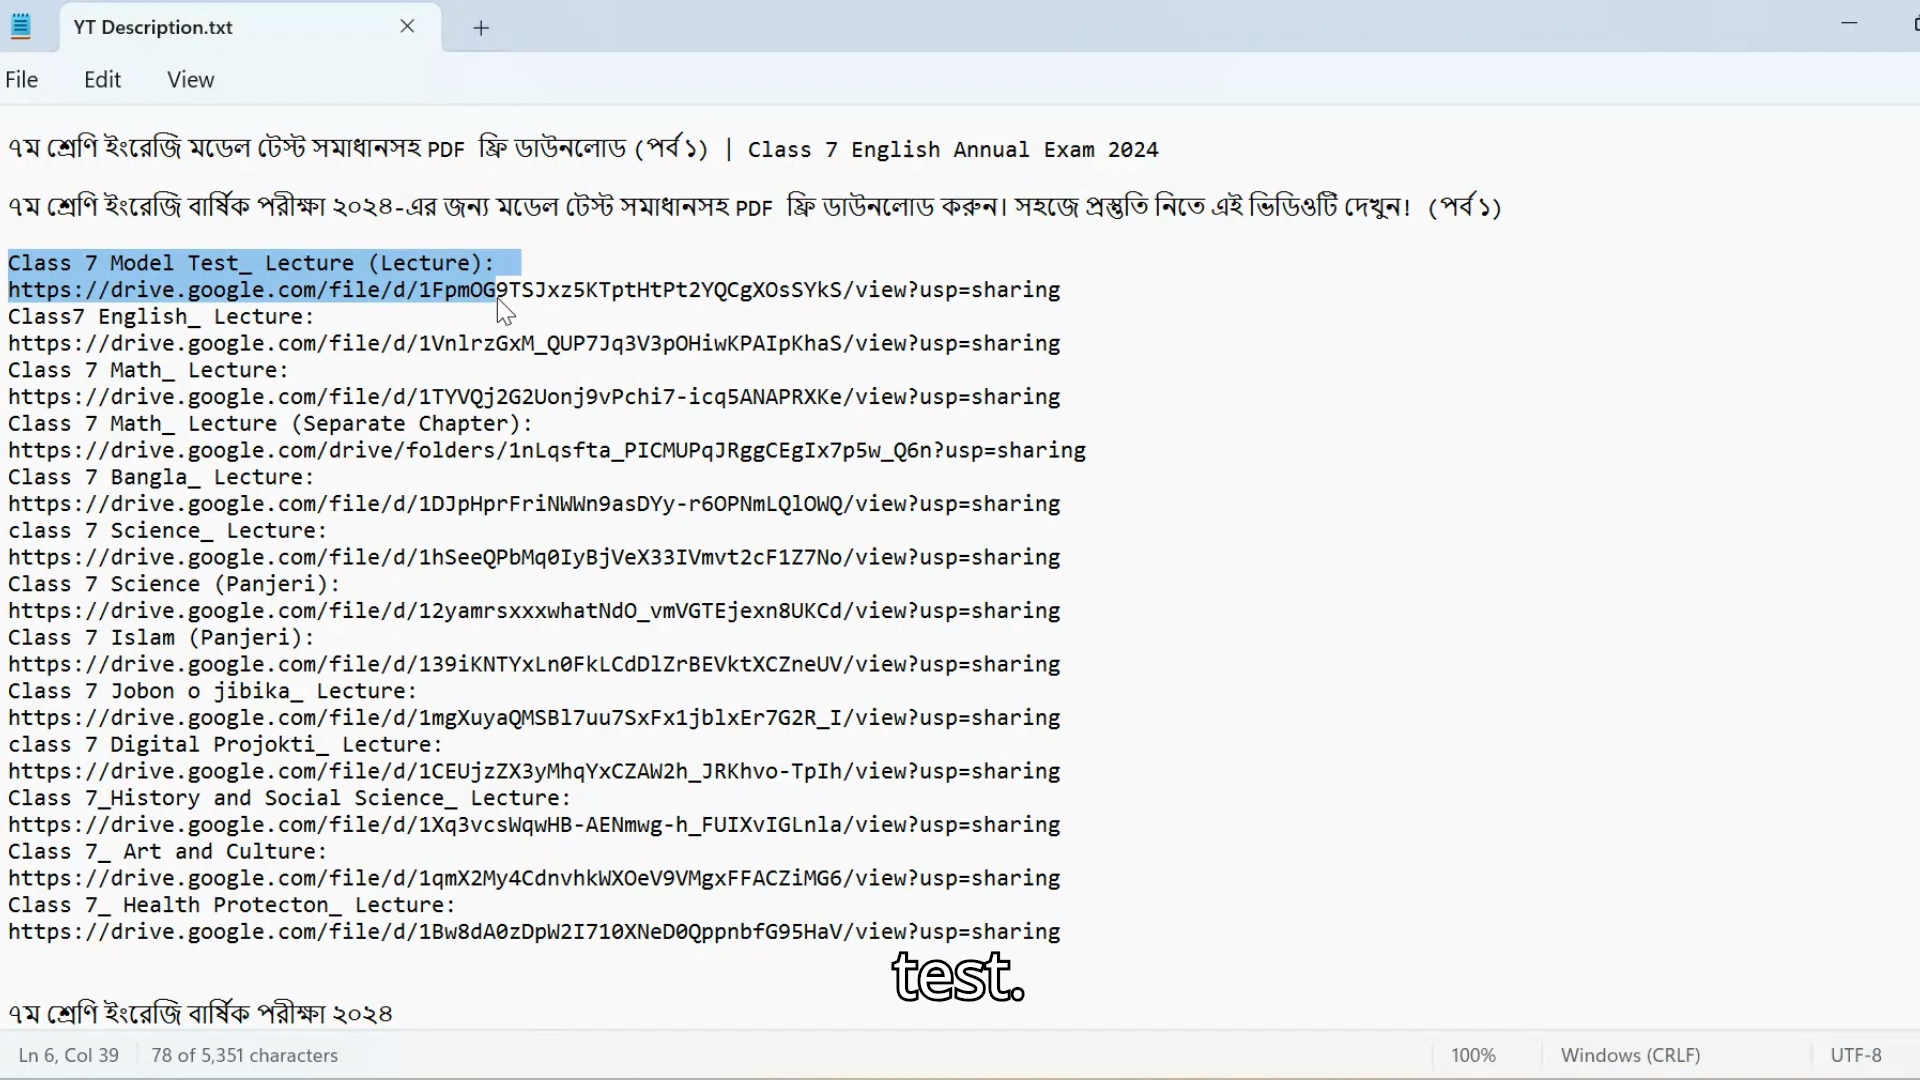 YT Description.txt
File Edit View
৭ম শ্রেণি ইংরেজি মডেল টেস্ট সমাধানসহ PDF ফ্রি ডাউনলোড (পর্ব ১) | Class 7 English Annual Exam 2024
৭ম শ্রেণি ইংরেজি বার্ষিক পরীক্ষা ২০২৪-এর জন্য মডেল টেস্ট সমাধানসহ PDF ফ্রি ডাউনলোড করুন। সহজে প্রস্তুতি নিতে এই ভিডিওটি দেখুন! (পর্ব ১)
Class 7 Model Test_ Lecture (Lecture):
https://drive.google.com/file/d/1FpmOG9TSJxz5KTptHtPt2YQCgXOsSYkS/view?usp=sharing
Class7 English_ Lecture:
https://drive.google.com/file/d/1VnlrzGxM_QUP7Jq3V3pOHiwKPAIpKhaS/view?usp=sharing
Class 7 Math_ Lecture:
https://drive.google.com/file/d/1TYVQj2G2Uonj9vPchi7-icq5ANAPRXKe/view?usp=sharing
Class 7 Math_ Lecture (Separate Chapter):
https://drive.google.com/drive/folders/1nLqsfta_PICMUPqJRggCEgIx7p5w_Q6n?usp=sharing
Class 7 Bangla_ Lecture:
https://drive.google.com/file/d/1DJpHprFriNWWn9asDYy-r6OPNmLQlOWQ/view?usp=sharing
class 7 Science_ Lecture:
https://drive.google.com/file/d/1hSeeQPbMq0IyBjVeX33IVmvt2cF1Z7No/view?usp=sharing
Class 7 Science (Panjeri):
https://drive.google.com/file/d/12yamrsxxxwhatNdO_vmVGTEjexn8UKCd/view?usp=sharing
Class 7 Islam (Panjeri):
https://drive.google.com/file/d/139iKNTYxLn0FkLCdDlZrBEVktXCZneUV/view?usp=sharing
Class 7 Jobon o jibika_ Lecture:
https://drive.google.com/file/d/1mgXuyaQMSBl7uu7SxFx1jblxEr7G2R_I/view?usp=sharing
class 7 Digital Projokti_ Lecture:
https://drive.google.com/file/d/1CEUjzZX3yMhqYxCZAW2h_JRKhvo-TpIh/view?usp=sharing
Class 7_History and Social Science_ Lecture:
https://drive.google.com/file/d/1Xq3vcsWqwHB-AENmwg-h_FUIXvIGLnla/view?usp=sharing
Class 7_ Art and Culture:
https://drive.google.com/file/d/1qmX2My4CdnvhkWXOeV9VMgxFFACZiMG6/view?usp=sharing
Class 7_ Health Protecton_ Lecture:
https://drive.google.com/file/d/1Bw8dA0zDpW2I710XNeD0QppnbfG95HaV/view?usp=sharing
test.
৭ম শ্রেণি ইংরেজি বার্ষিক পরীক্ষা ২০২৪
Ln 6, Col 39 78 of 5,351 characters 100% Windows (CRLF) UTF-8